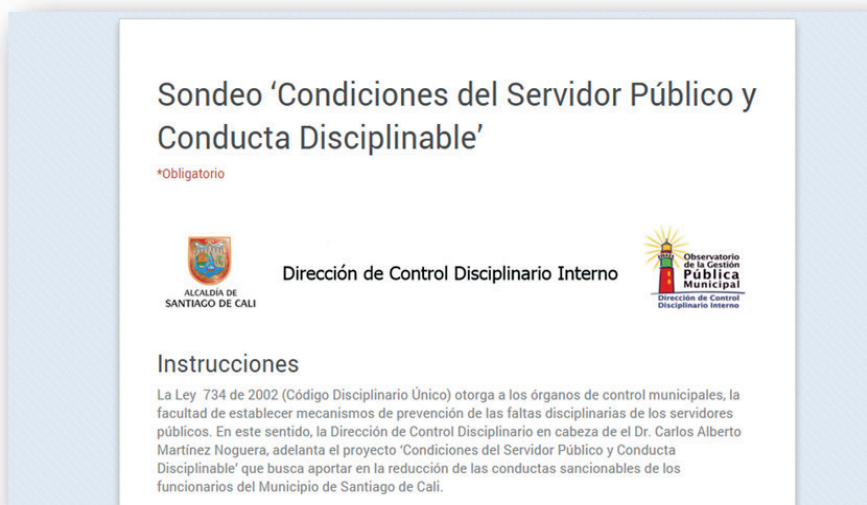 Sondeo ‘Condiciones del Servidor Público y
Conducta Disciplinable’
*Obligatorio
ALCALDÍA DE
SANTIAGO DE CALI
Dirección de Control Disciplinario Interno
Observatorio
de la Gestión
Pública
Municipal
Dirección de Control
Disciplinario Interno
Instrucciones
La Ley 734 de 2002 (Código Disciplinario Único) otorga a los órganos de control municipales, la
facultad de establecer mecanismos de prevención de las faltas disciplinarias de los servidores
públicos. En este sentido, la Dirección de Control Disciplinario en cabeza de el Dr. Carlos Alberto
Martínez Noguera, adelanta el proyecto ‘Condiciones del Servidor Público y Conducta
Disciplinable’ que busca aportar en la reducción de las conductas sancionables de los
funcionarios del Municipio de Santiago de Cali.